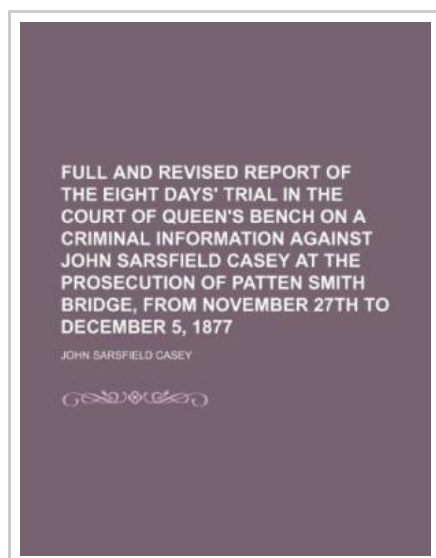 FULL AND REVISED REPORT OF
THE EIGHT DAYS' TRIAL IN THE
COURT OF QUEEN'S BENCH ON A
CRIMINAL INFORMATION AGAINST
JOHN SARSFIELD CASEY AT THE
PROSECUTION OF PATTEN SMITH
BRIDGE, FROM NOVEMBER 27TH TO
DECEMBER 5, 1877
JOHN SARSFIELD CASEY